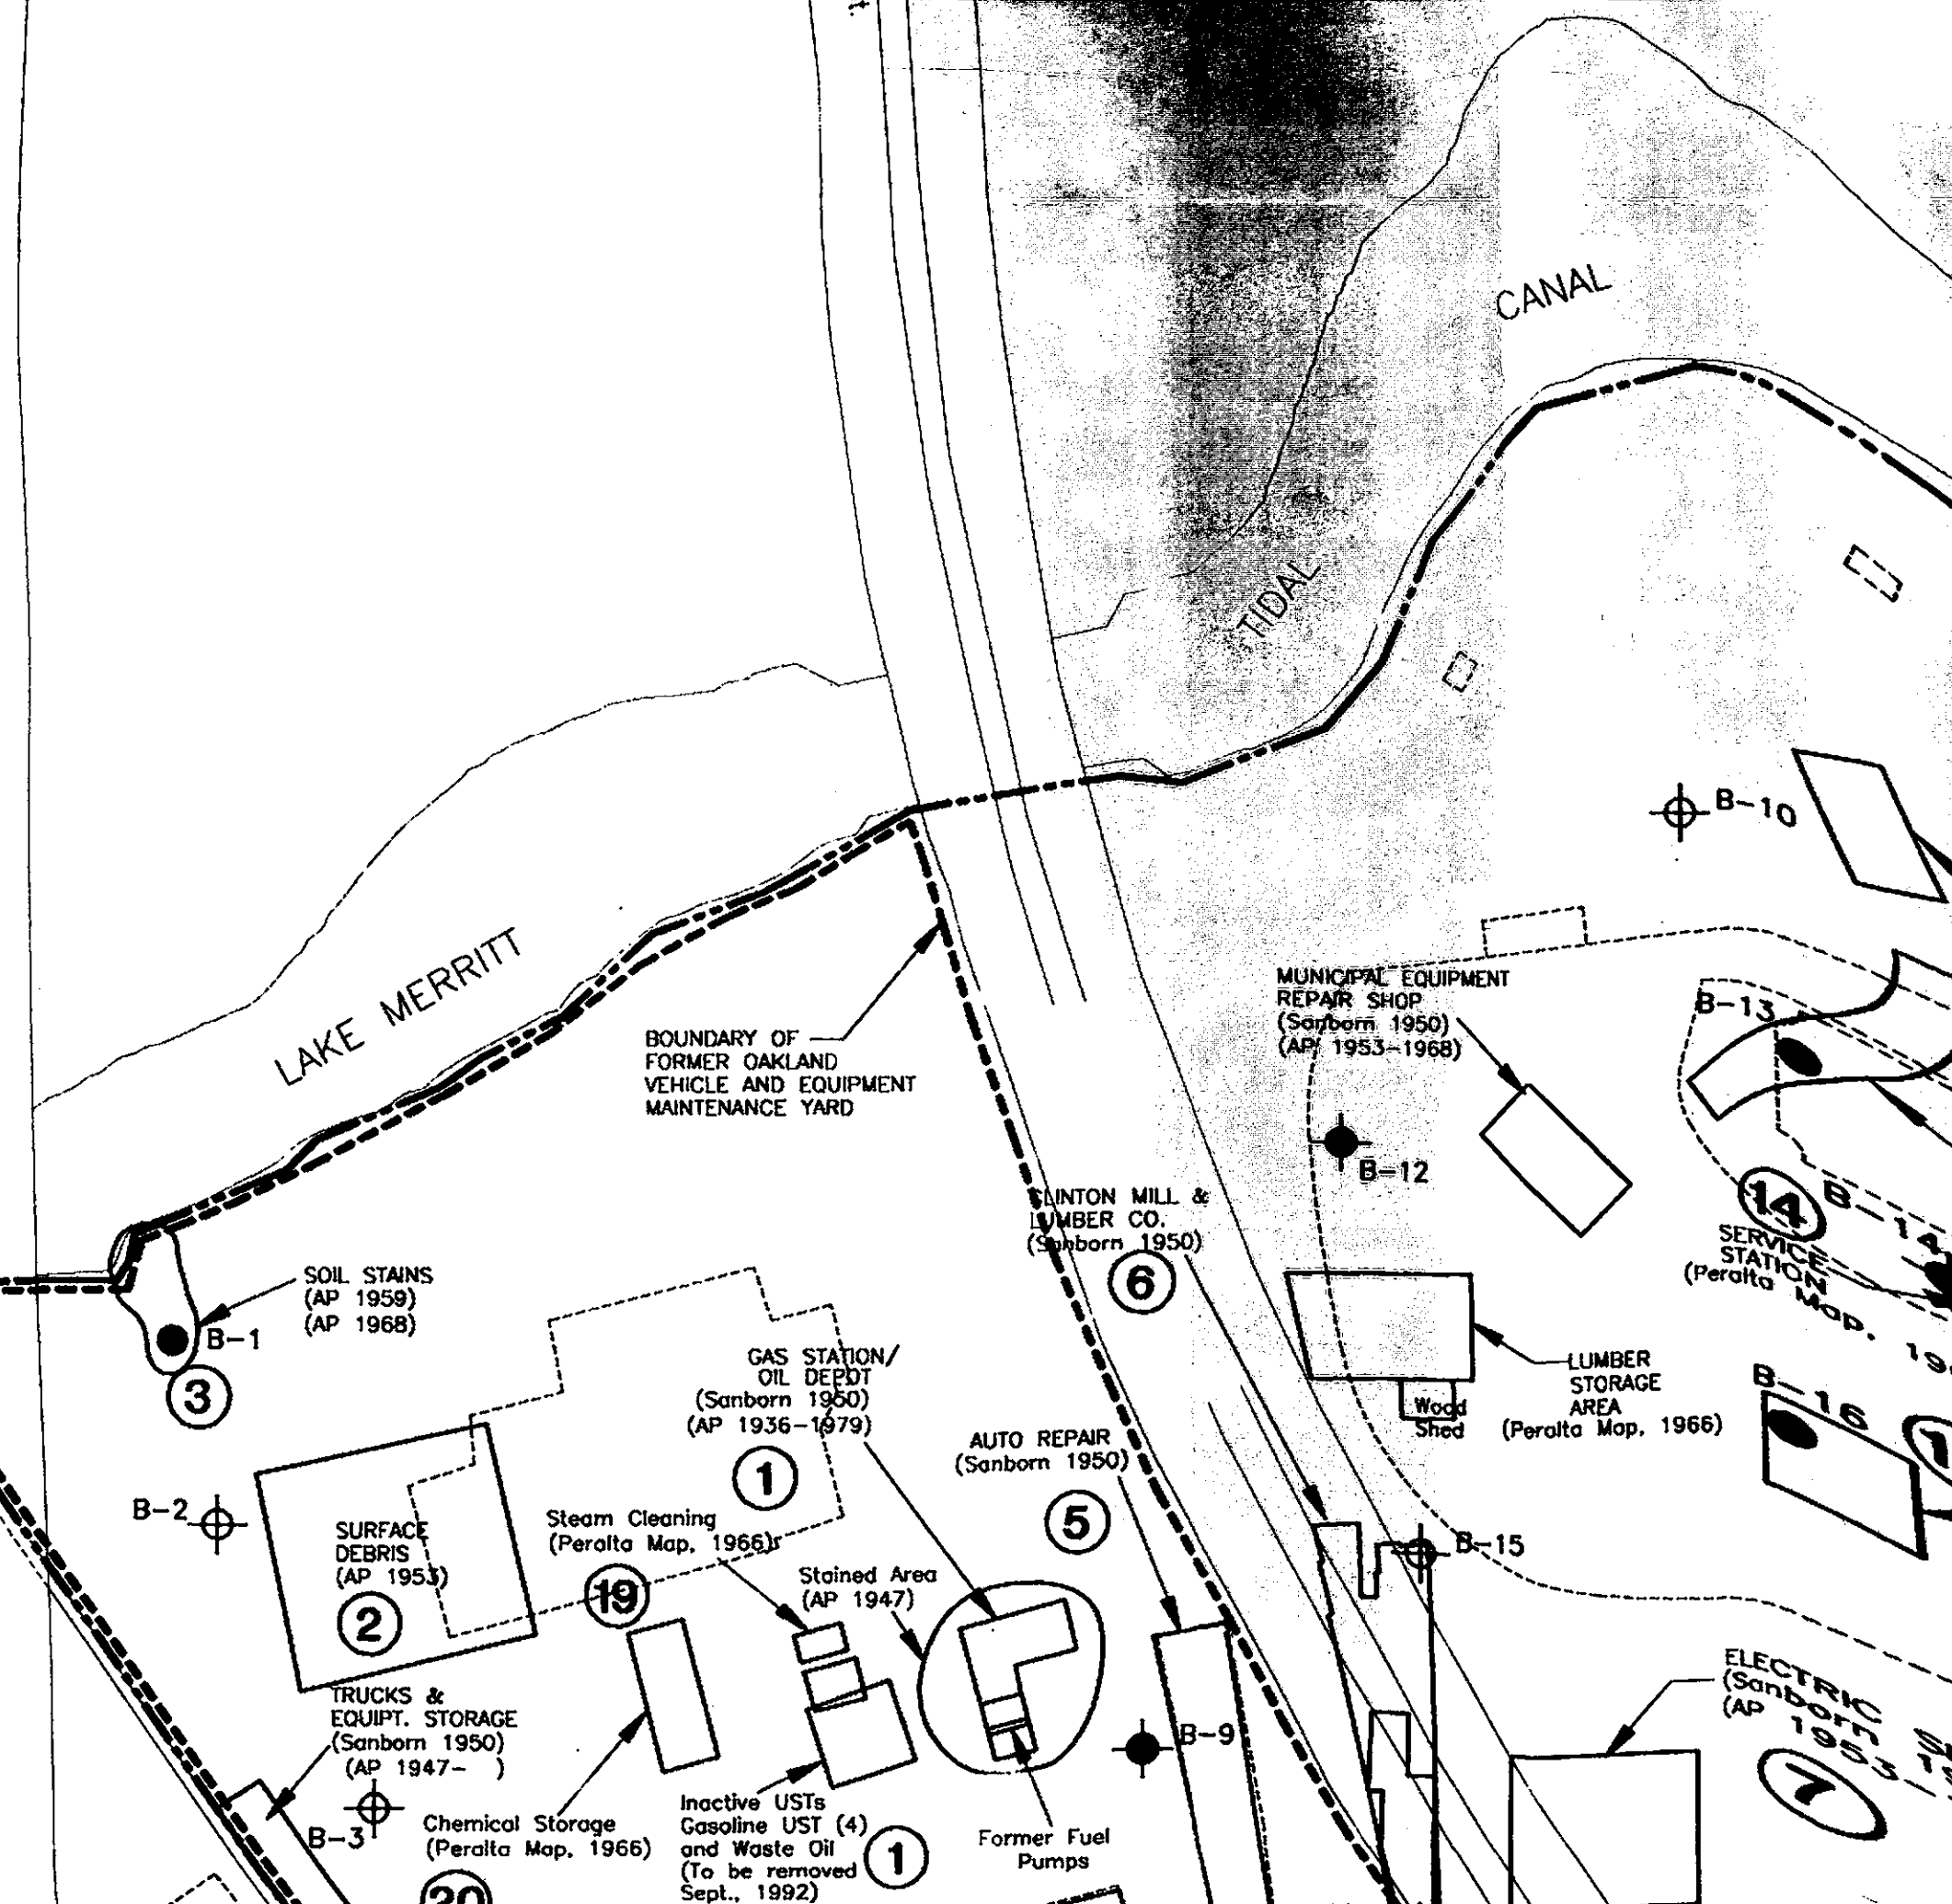 CANAL
TIDAL
B-10
LAKE MERRITT
MUNICIPAL EQUIPMENT
REPAIR SHOP
(Sanborn 1950)
(AP 1953-1968)
B-13
BOUNDARY OF
FORMER OAKLAND
VEHICLE AND EQUIPMENT
MAINTENANCE YARD
B-12
CLINTON MILL &
LUMBER CO.
(Sanborn 1950)
6
14
B-14
SERVICE
STATION
(Peralta Map.
SOIL STAINS
(AP 1959)
(AP 1968)
B-1
3
GAS STATION/
OIL DEPOT
(Sanborn 1950)
(AP 1936-1979)
1
LUMBER
STORAGE
AREA
(Peralta Map, 1966)
Wood
Shed
B-16
AUTO REPAIR
(Sanborn 1950)
5
B-2
SURFACE
DEBRIS
(AP 1953)
2
Steam Cleaning
(Peralta Map, 1966)
19
Stained Area
(AP 1947)
B-15
TRUCKS &
EQUIPT. STORAGE
(Sanborn 1950)
(AP 1947-  )
B-3
B-9
ELECTRIC
(Sanborn
(AP 1953-
7
Chemical Storage
(Peralta Map, 1966)
20
Inactive USTs
Gasoline UST (4)
and Waste Oil
(To be removed
Sept., 1992)
1
Former Fuel
Pumps